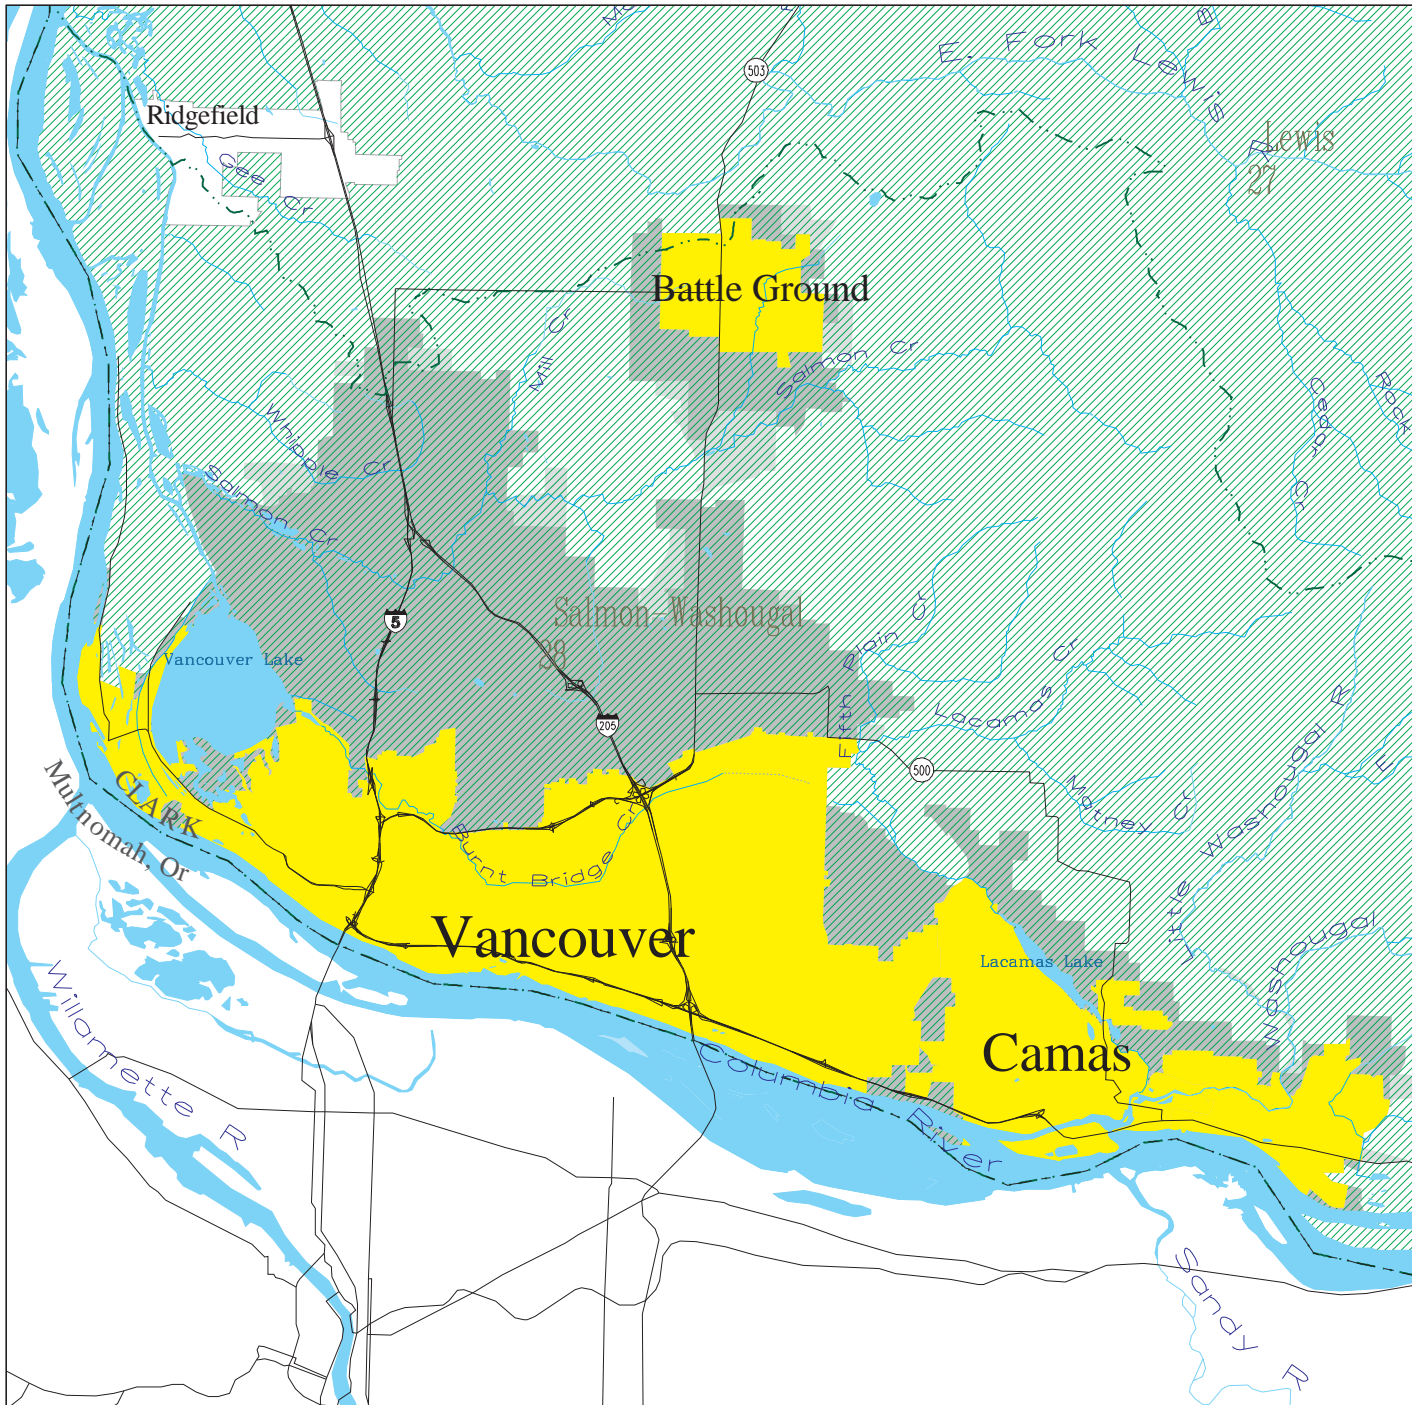 503
E. Fork Lewis R
B
Ridgefield
Lewis
27
Gee Cr
Battle Ground
Mill Cr
Salmon Cr
Cedar Cr
Rock
Whipple Cr
Salmon Cr
5
Salmon-Washougal
28
Vancouver Lake
Fifth Plain Cr
Lacamas Cr
205
500
Matney Cr
Little Washougal R
E
CLARK
Multnomah, Or
Burnt Bridge Cr
Vancouver
Lacamas Lake
Washougal
Willamette R
Camas
Columbia River
Sandy R